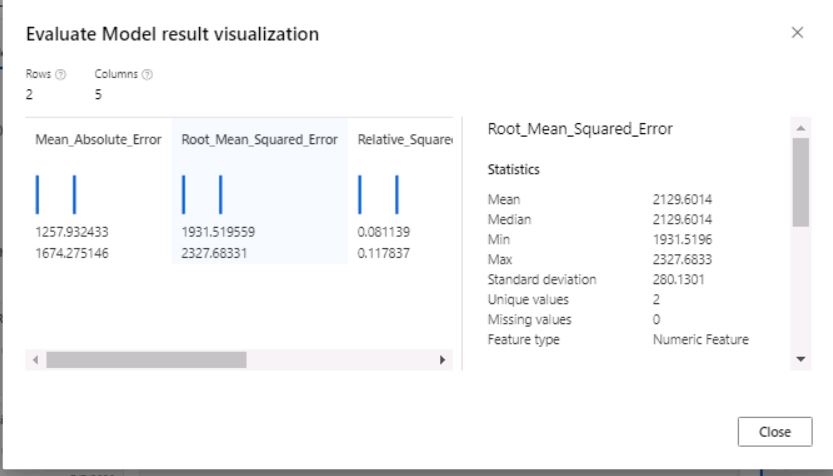 Evaluate Model result visualization
Rows Columns
2 5
Mean_Absolute_Error Root_Mean_Squared_Error Relative_Squared
1257.932433 1931.519559 0.081139
1674.275146 2327.68331 0.117837
Root_Mean_Squared_Error
Statistics
Mean 2129.6014
Median 2129.6014
Min 1931.5196
Max 2327.6833
Standard deviation 280.1301
Unique values 2
Missing values 0
Feature type Numeric Feature
Close